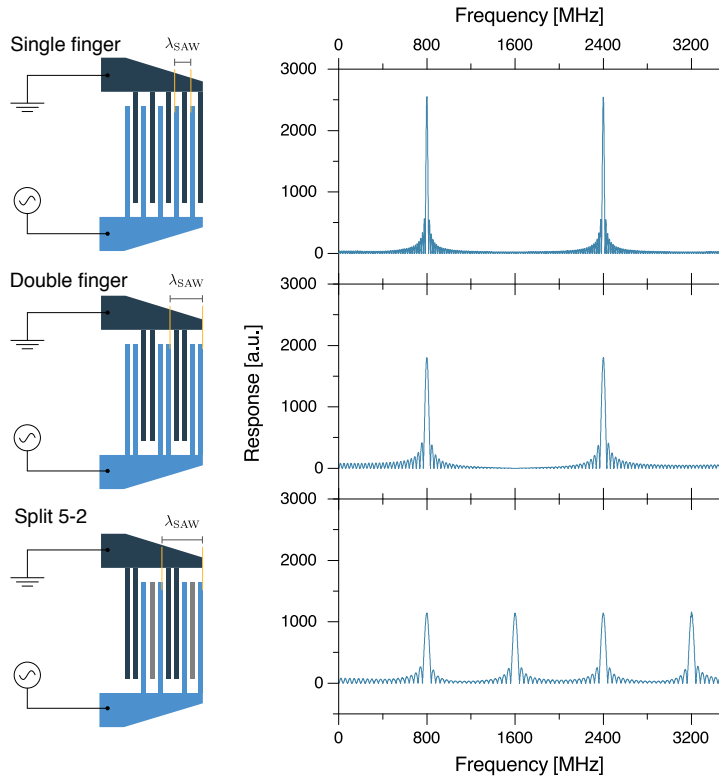 Frequency [MHz]
0 800 1600 2400 3200
Single finger
λSAW
3000
2000
1000
0
Double finger
λSAW
3000
2000
1000
0
Response [a.u.]
Split 5-2
λSAW
3000
2000
1000
0
0 800 1600 2400 3200
Frequency [MHz]